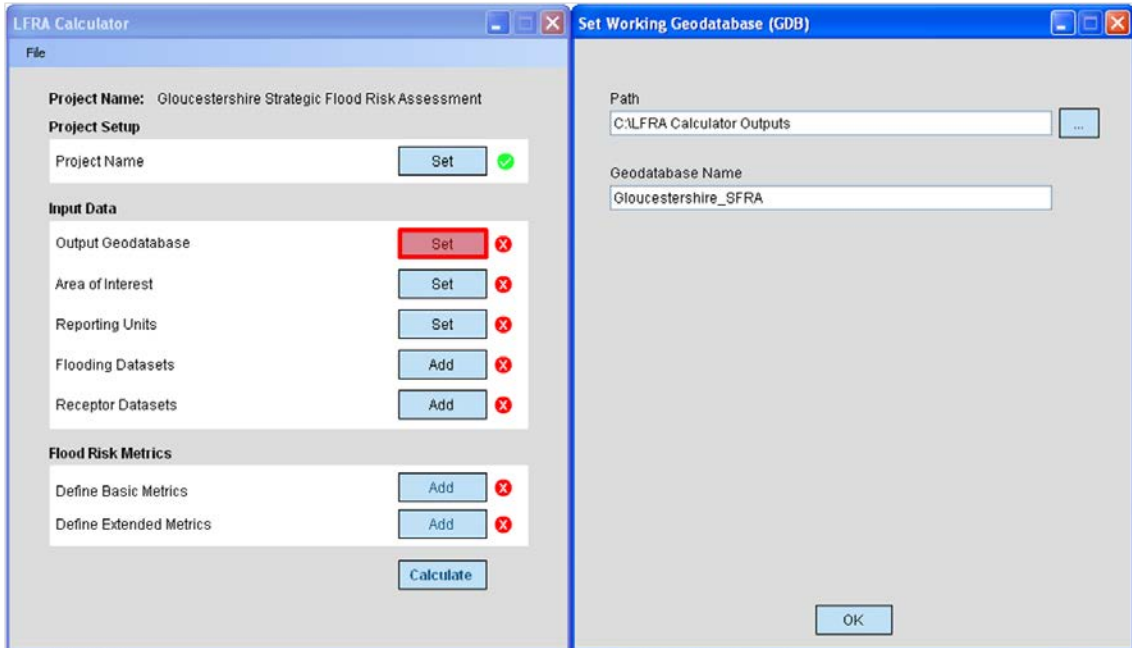 LFRA Calculator
File
Project Name: Gloucestershire Strategic Flood Risk Assessment
Project Setup
Project Name Set
Input Data
Output Geodatabase Set
Area of Interest Set
Reporting Units Set
Flooding Datasets Add
Receptor Datasets Add
Flood Risk Metrics
Define Basic Metrics Add
Define Extended Metrics Add
Calculate
Set Working Geodatabase (GDB)
Path
C:\LFRA Calculator Outputs ...
Geodatabase Name
Gloucestershire_SFRA
OK